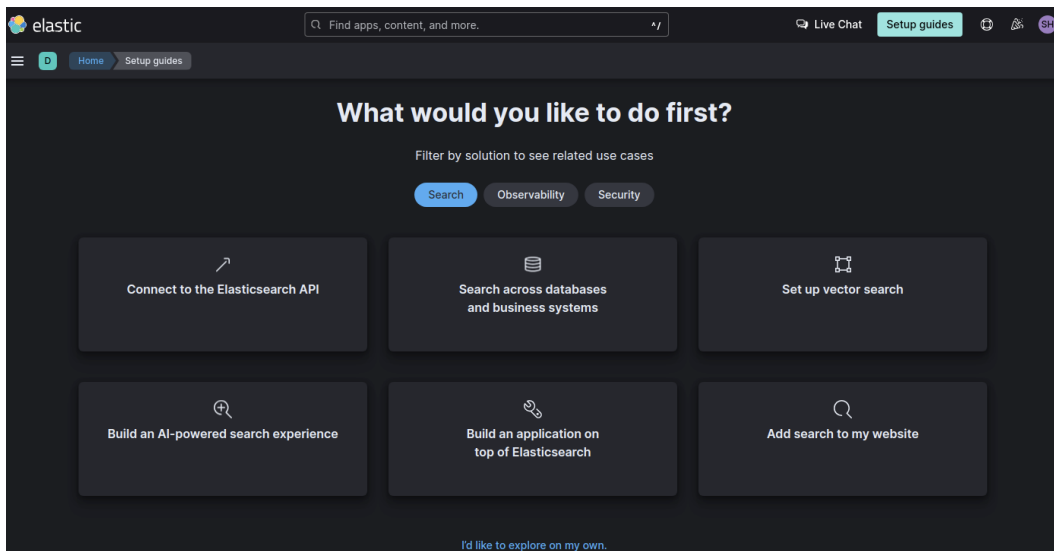 elastic
Find apps, content, and more.
^/
Live Chat
Setup guides
SH
D
Home
Setup guides
What would you like to do first?
Filter by solution to see related use cases
Search
Observability
Security
Connect to the Elasticsearch API
Search across databases
and business systems
Set up vector search
Build an AI-powered search experience
Build an application on
top of Elasticsearch
Add search to my website
I'd like to explore on my own.